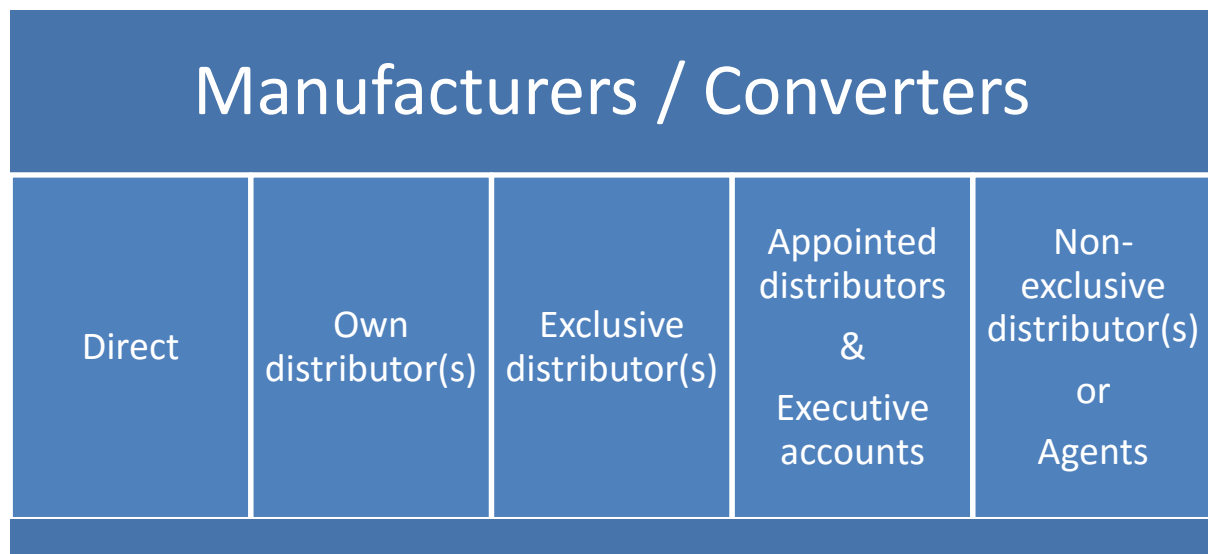 Manufacturers / Converters
Direct
Own
distributor(s)
Exclusive
distributor(s)
Appointed
distributors
&
Executive
accounts
Non-
exclusive
distributor(s)
or
Agents